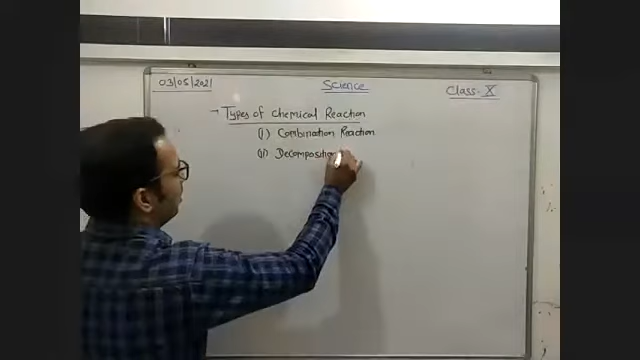 03/05/2021
Science
Class-X
→ Types of Chemical Reaction
(i) Combination Reaction
(ii) Decomposition